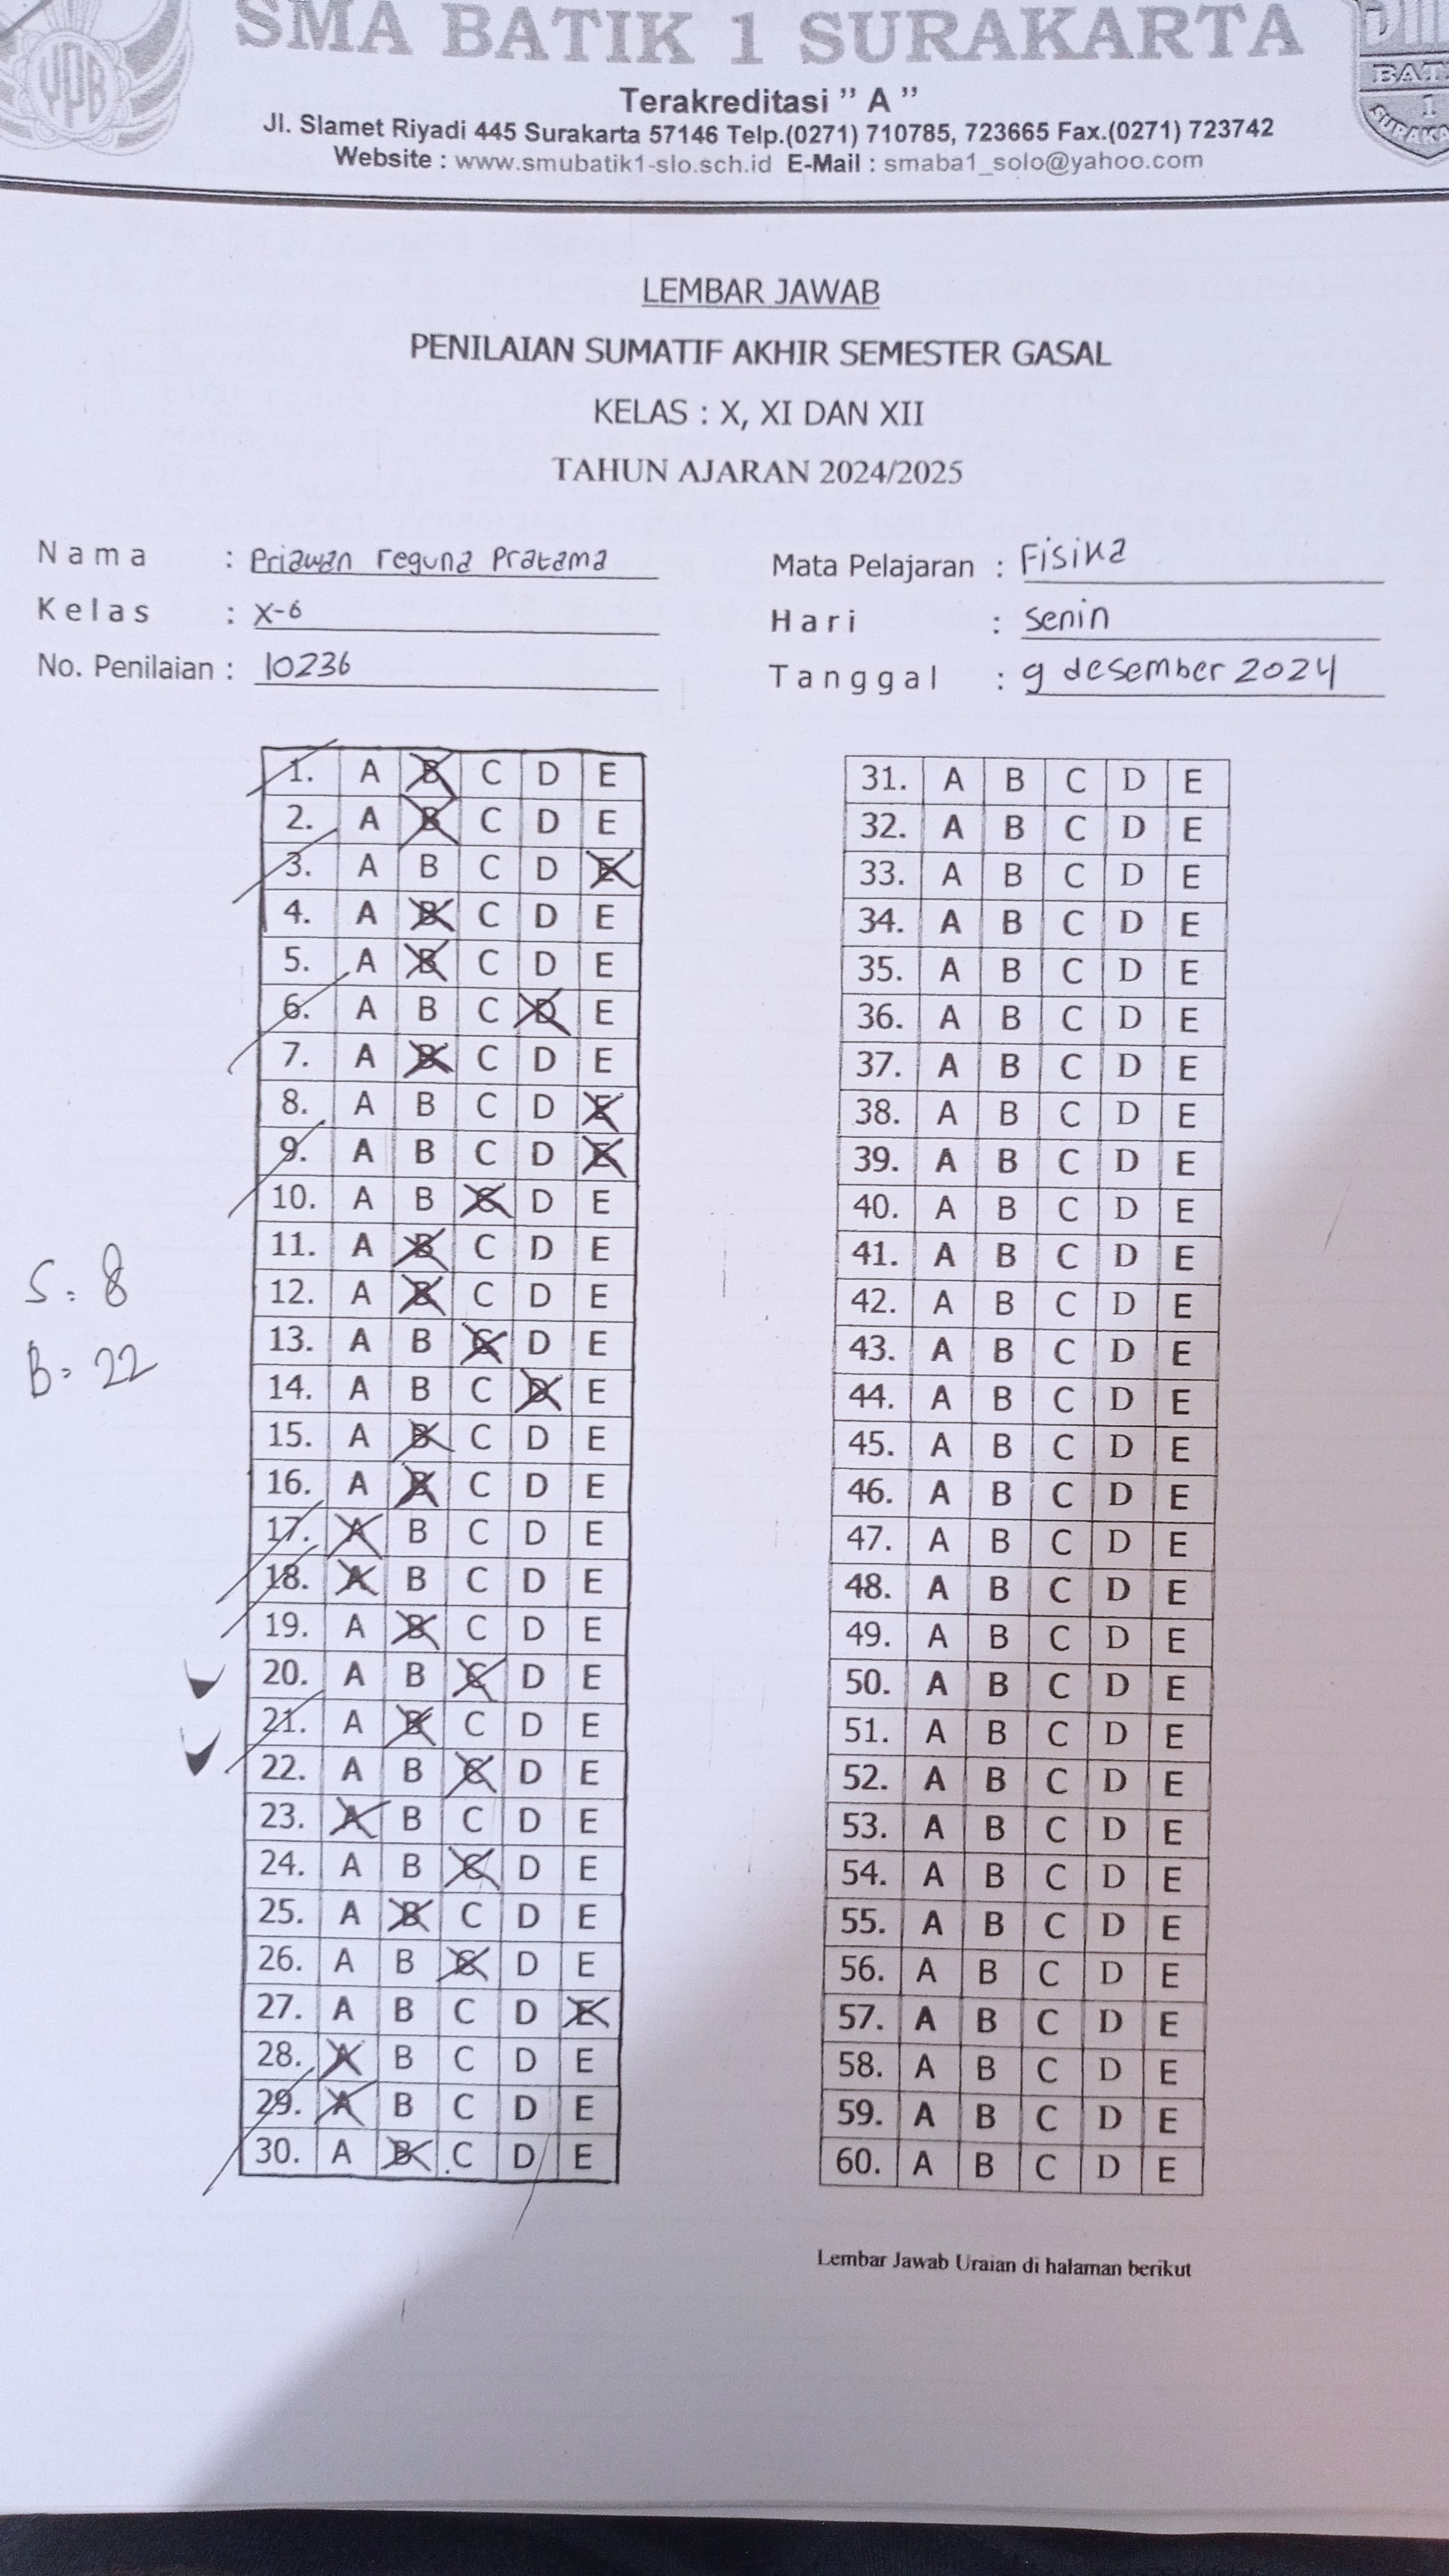 SMA BATIK 1 SURAKARTA
Terakreditasi " A "
Jl. Slamet Riyadi 445 Surakarta 57146 Telp.(0271) 710785, 723665 Fax.(0271) 723742
Website : www.smubatik1-slo.sch.id E-Mail : smaba1_solo@yahoo.com
YPB
BAT
1
LEMBAR JAWAB
PENILAIAN SUMATIF AKHIR SEMESTER GASAL
KELAS : X, XI DAN XII
TAHUN AJARAN 2024/2025
Nama : Priawan reguna Pratama
Kelas : X-6
No. Penilaian : 10236
Mata Pelajaran : Fisika
Hari : senin
Tanggal : 9 desember 2024
1. A B C D E
2. A B C D E
3. A B C D E
4. A B C D E
5. A B C D E
6. A B C D E
7. A B C D E
8. A B C D E
9. A B C D E
10. A B C D E
11. A B C D E
12. A B C D E
13. A B C D E
14. A B C D E
15. A B C D E
16. A B C D E
17. A B C D E
18. A B C D E
19. A B C D E
20. A B C D E
21. A B C D E
22. A B C D E
23. A B C D E
24. A B C D E
25. A B C D E
26. A B C D E
27. A B C D E
28. A B C D E
29. A B C D E
30. A B C D E
S = 8
B = 22
31. A B C D E
32. A B C D E
33. A B C D E
34. A B C D E
35. A B C D E
36. A B C D E
37. A B C D E
38. A B C D E
39. A B C D E
40. A B C D E
41. A B C D E
42. A B C D E
43. A B C D E
44. A B C D E
45. A B C D E
46. A B C D E
47. A B C D E
48. A B C D E
49. A B C D E
50. A B C D E
51. A B C D E
52. A B C D E
53. A B C D E
54. A B C D E
55. A B C D E
56. A B C D E
57. A B C D E
58. A B C D E
59. A B C D E
60. A B C D E
Lembar Jawab Uraian di halaman berikut